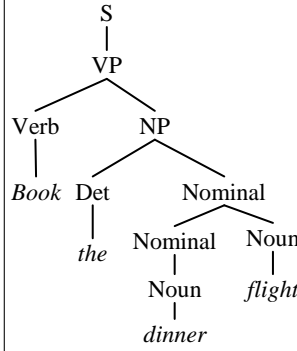 S
VP
Verb NP
Book Det Nominal
the Nominal Noun
Noun flight
dinner